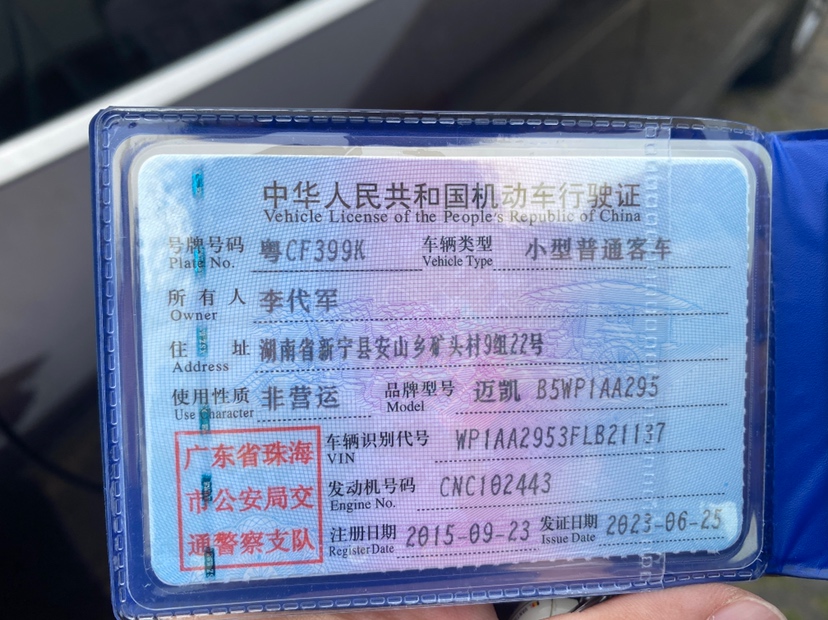 中华人民共和国机动车行驶证
Vehicle License of the People's Republic of China
号牌号码 粤CF399K 车辆类型 小型普通客车
Plate No. Vehicle Type
所有人 李代军
Owner
住址 湖南省新宁县安山乡矿头村9组22号
Address
使用性质 非营运 品牌型号 迈凯 B5WP1AA295
Use Character Model
广东省珠海 车辆识别代号 WP1AA2953FLB21137
VIN
市公安局交 发动机号码 CNC102443
Engine No.
通警察支队 注册日期 2015-09-23 发证日期 2023-06-25
Register Date Issue Date